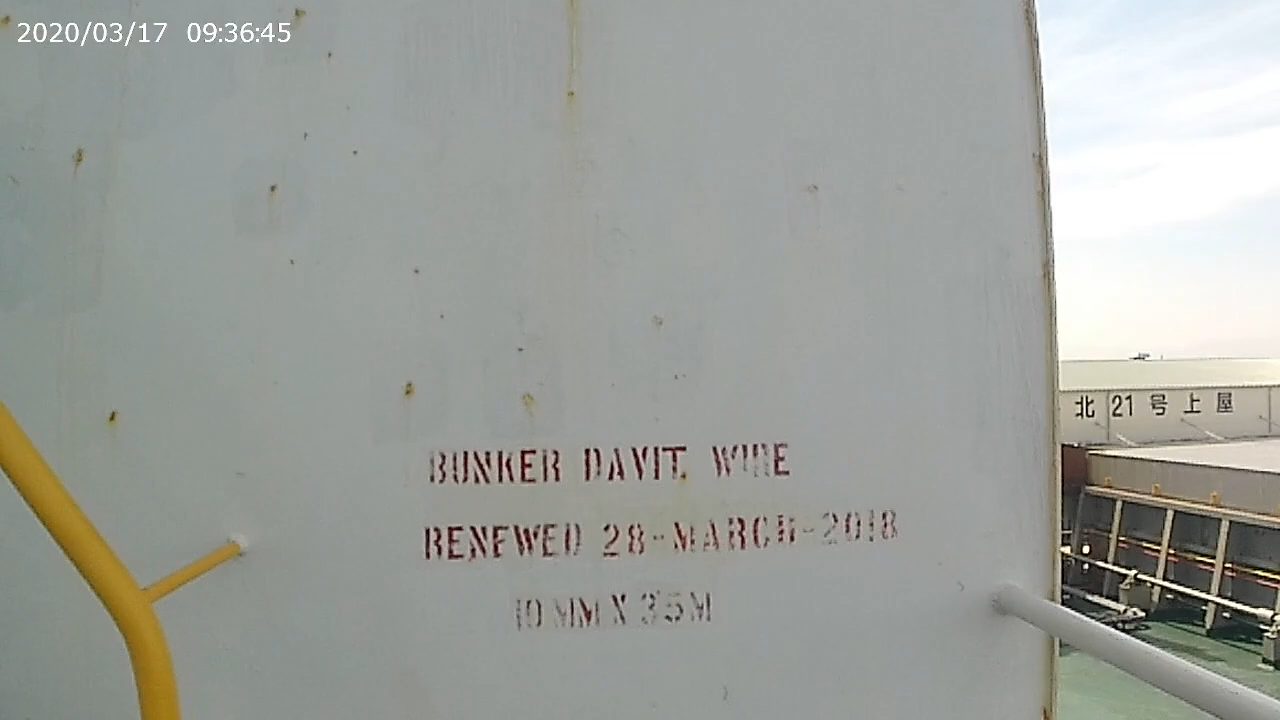 2020/03/17 09:36:45
北 21 号 上 屋
BUNKER DAVIT WIRE
RENEWED 28-MARCH-2018
10 MM X 35M